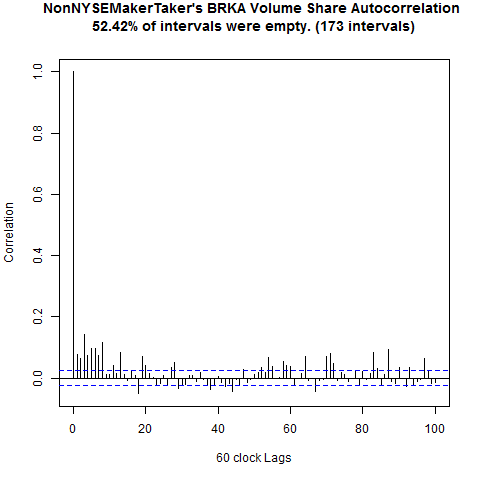 NonNYSEMakerTaker's BRKA Volume Share Autocorrelation
52.42% of intervals were empty. (173 intervals)
1.0
0.8
0.6
0.4
0.2
0.0
Correlation
0 20 40 60 80 100
60 clock Lags